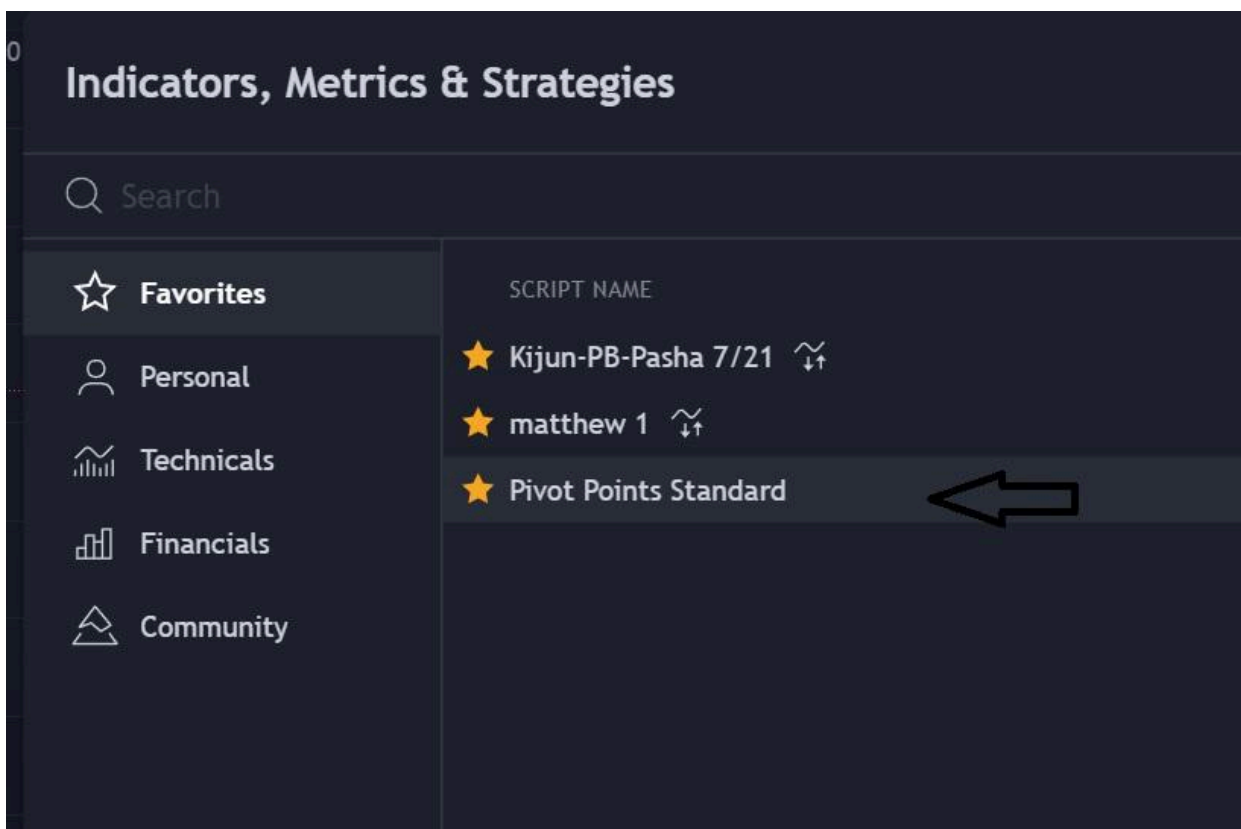 0
Indicators, Metrics & Strategies
Search
Favorites
Personal
Technicals
Financials
Community
SCRIPT NAME
Kijun-PB-Pasha 7/21
matthew 1
Pivot Points Standard